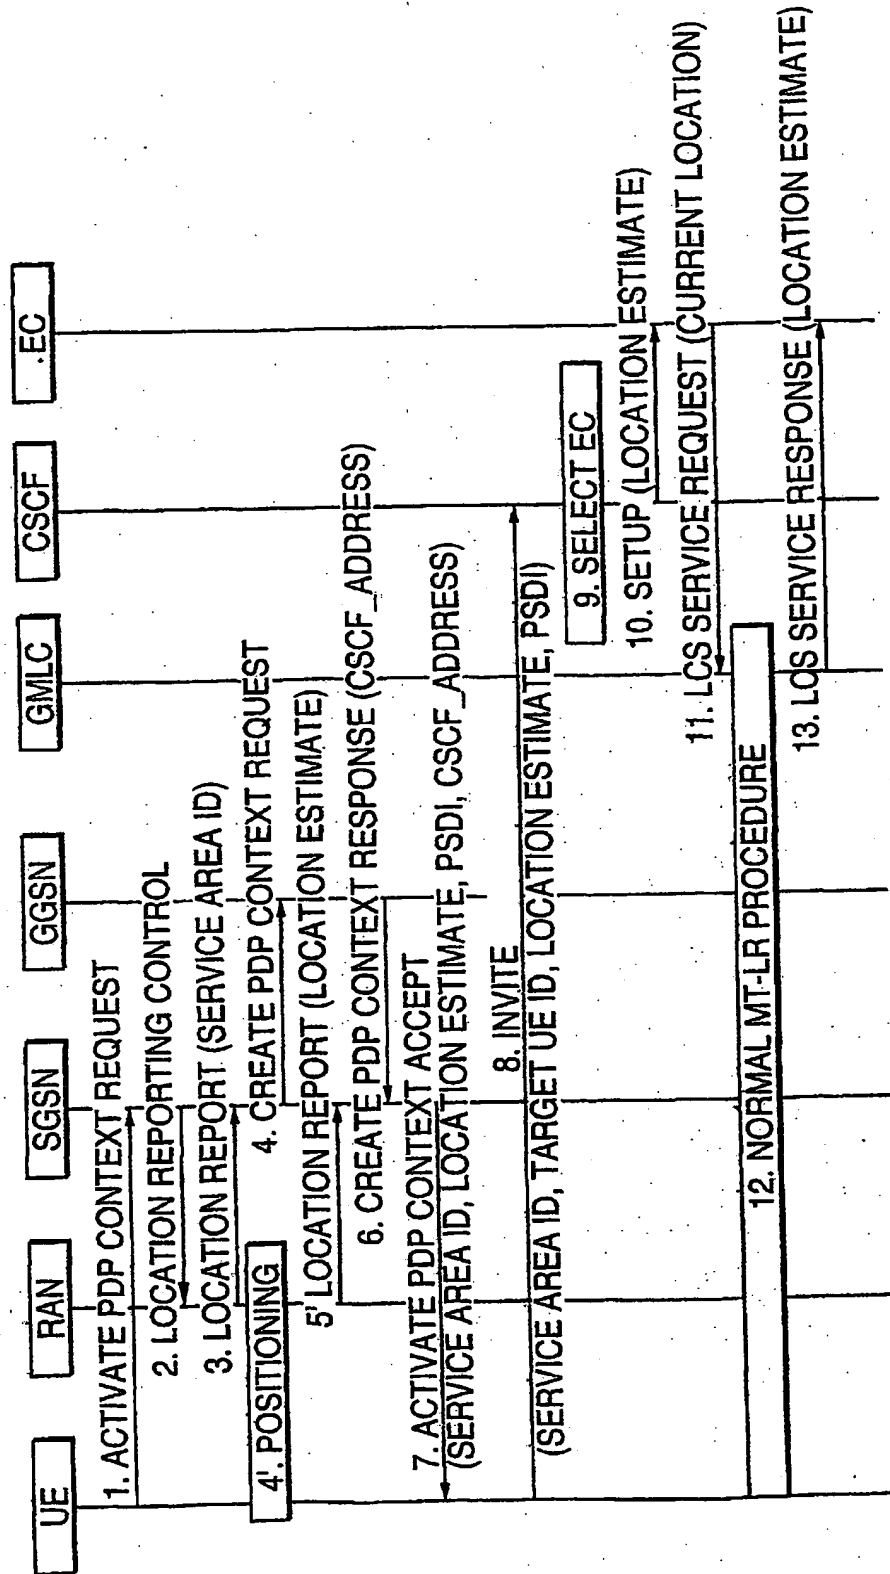 UE
RAN
SGSN
GGSN
GMLC
CSCF
.EC
1. ACTIVATE PDP CONTEXT REQUEST
2. LOCATION REPORTING CONTROL
3. LOCATION REPORT (SERVICE AREA ID)
4'. POSITIONING
4. CREATE PDP CONTEXT REQUEST
5' LOCATION REPORT (LOCATION ESTIMATE)
6. CREATE PDP CONTEXT RESPONSE (CSCF_ADDRESS)
7. ACTIVATE PDP CONTEXT ACCEPT
(SERVICE AREA ID, LOCATION ESTIMATE, PSDI, CSCF_ADDRESS)
8. INVITE
(SERVICE AREA ID, TARGET UE ID, LOCATION ESTIMATE, PSDI)
9. SELECT EC
10. SETUP (LOCATION ESTIMATE)
11. LCS SERVICE REQUEST (CURRENT LOCATION)
12. NORMAL MT-LR PROCEDURE
13. LCS SERVICE RESPONSE (LOCATION ESTIMATE)